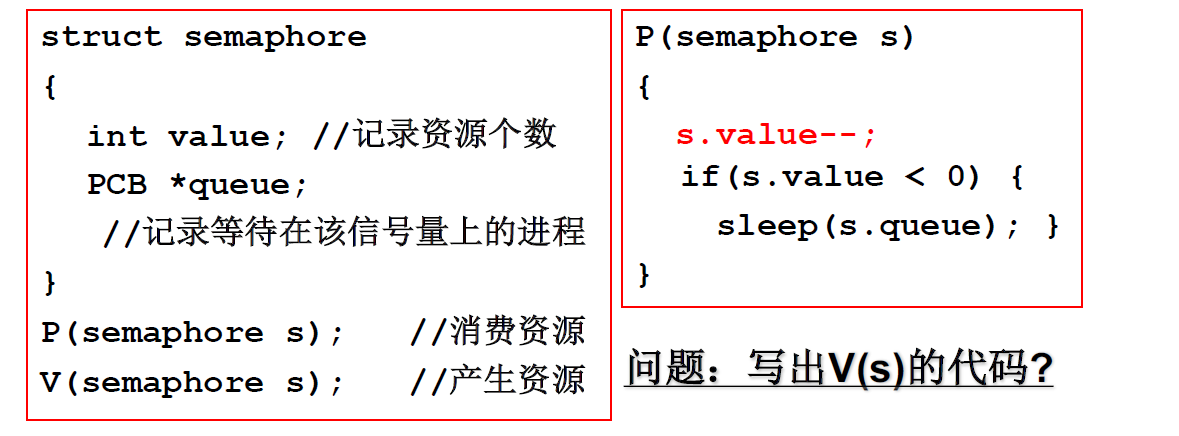 struct semaphore
{
int value; //记录资源个数
PCB *queue;
//记录等待在该信号量上的进程
}
P(semaphore s); //消费资源
V(semaphore s); //产生资源
P(semaphore s)
{
s.value--;
if(s.value < 0) {
sleep(s.queue); }
}
问题：写出V(s)的代码?